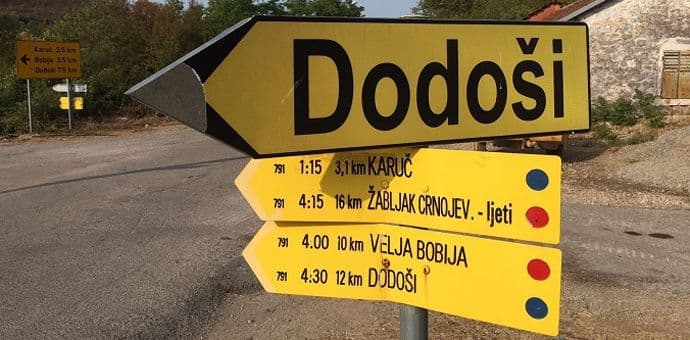 Karuč 2.5 km
Bobija 3.5 km
Dodoši 7.5 km
Dodoši
791 1:15 3,1 km KARUČ
791 4:15 16 km ŽABLJAK CRNOJEV. - ljeti
791 4.00 10 km VELJA BOBIJA
791 4:30 12 km DODOŠI